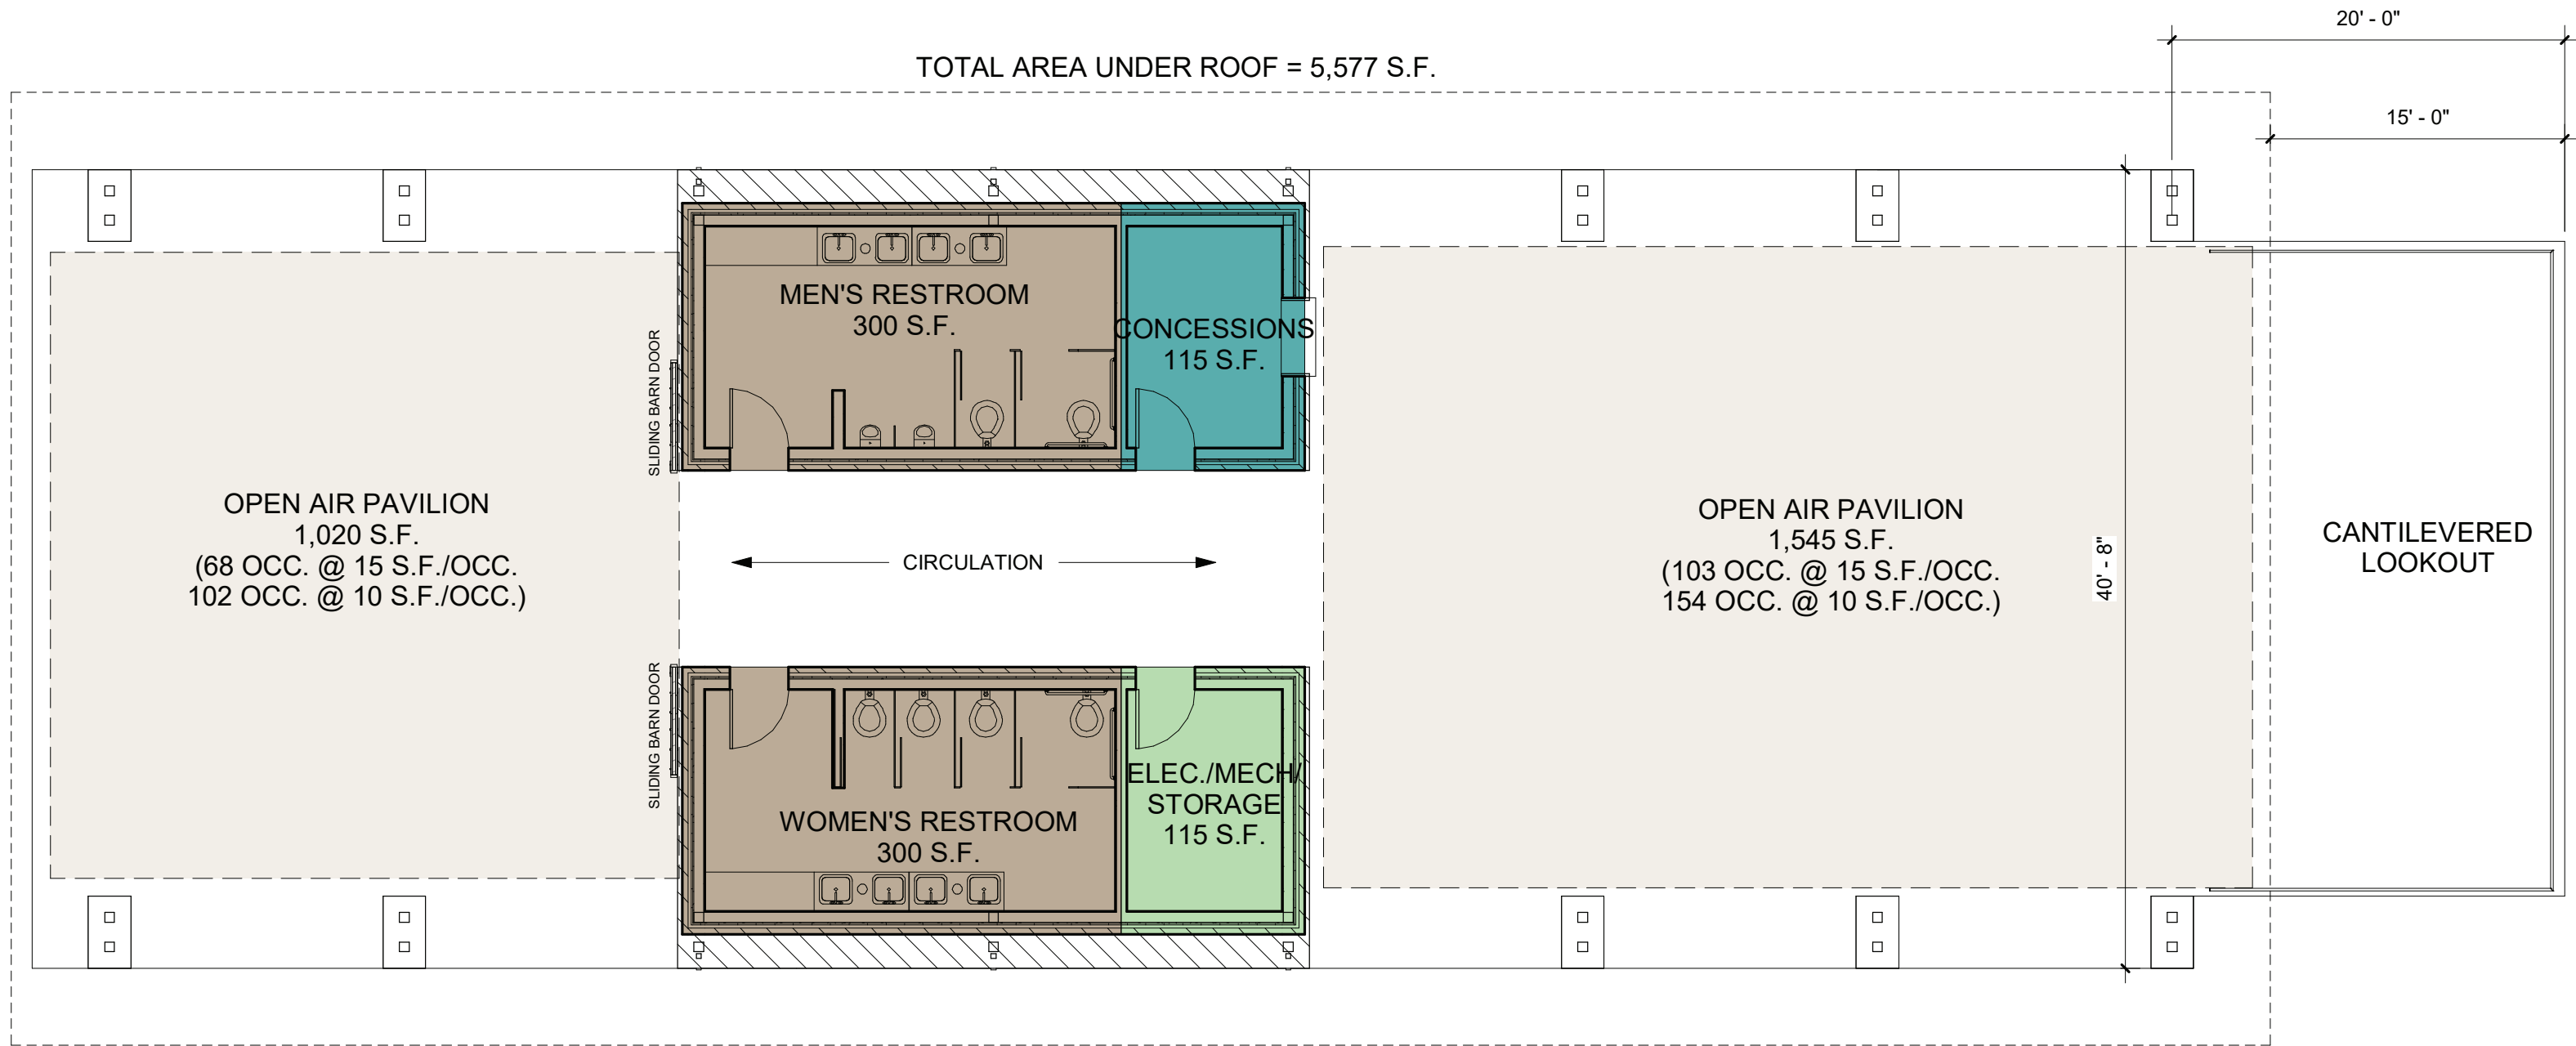 20' - 0"
TOTAL AREA UNDER ROOF = 5,577 S.F.
15' - 0"
MEN'S RESTROOM
300 S.F.
CONCESSIONS
115 S.F.
SLIDING BARN DOOR
OPEN AIR PAVILION
1,020 S.F.
(68 OCC. @ 15 S.F./OCC.
102 OCC. @ 10 S.F./OCC.)
CIRCULATION
OPEN AIR PAVILION
1,545 S.F.
(103 OCC. @ 15 S.F./OCC.
154 OCC. @ 10 S.F./OCC.)
40' - 8"
CANTILEVERED
LOOKOUT
SLIDING BARN DOOR
WOMEN'S RESTROOM
300 S.F.
ELEC./MECH/
STORAGE
115 S.F.